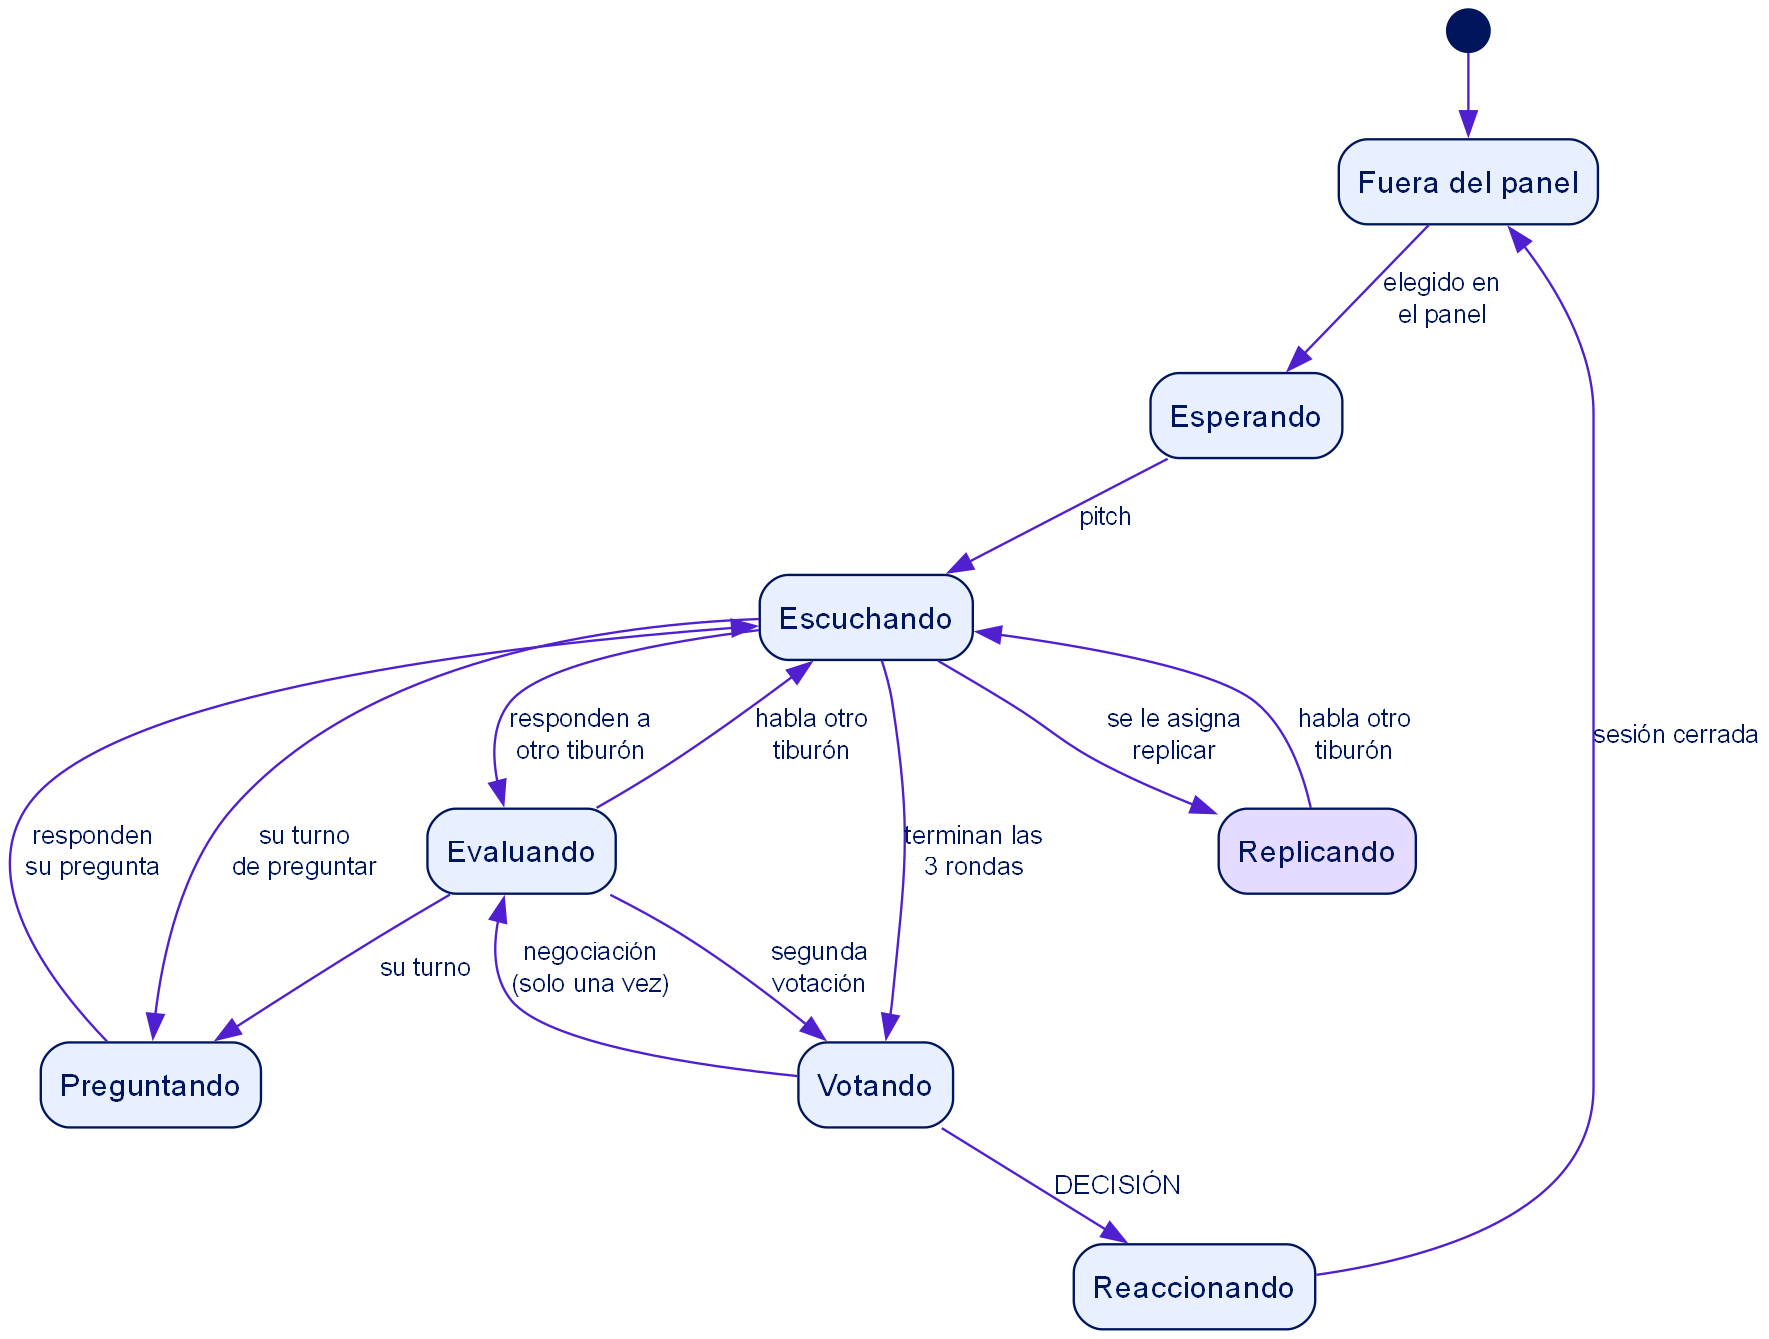 Fuera del panel
elegido en
el panel
Esperando
pitch
Escuchando
responden a
otro tiburón
habla otro
tiburón
se le asigna
replicar
habla otro
tiburón
sesión cerrada
responden
su pregunta
su turno
de preguntar
Evaluando
terminan las
3 rondas
Replicando
su turno
negociación
(solo una vez)
segunda
votación
Preguntando
Votando
DECISIÓN
Reaccionando